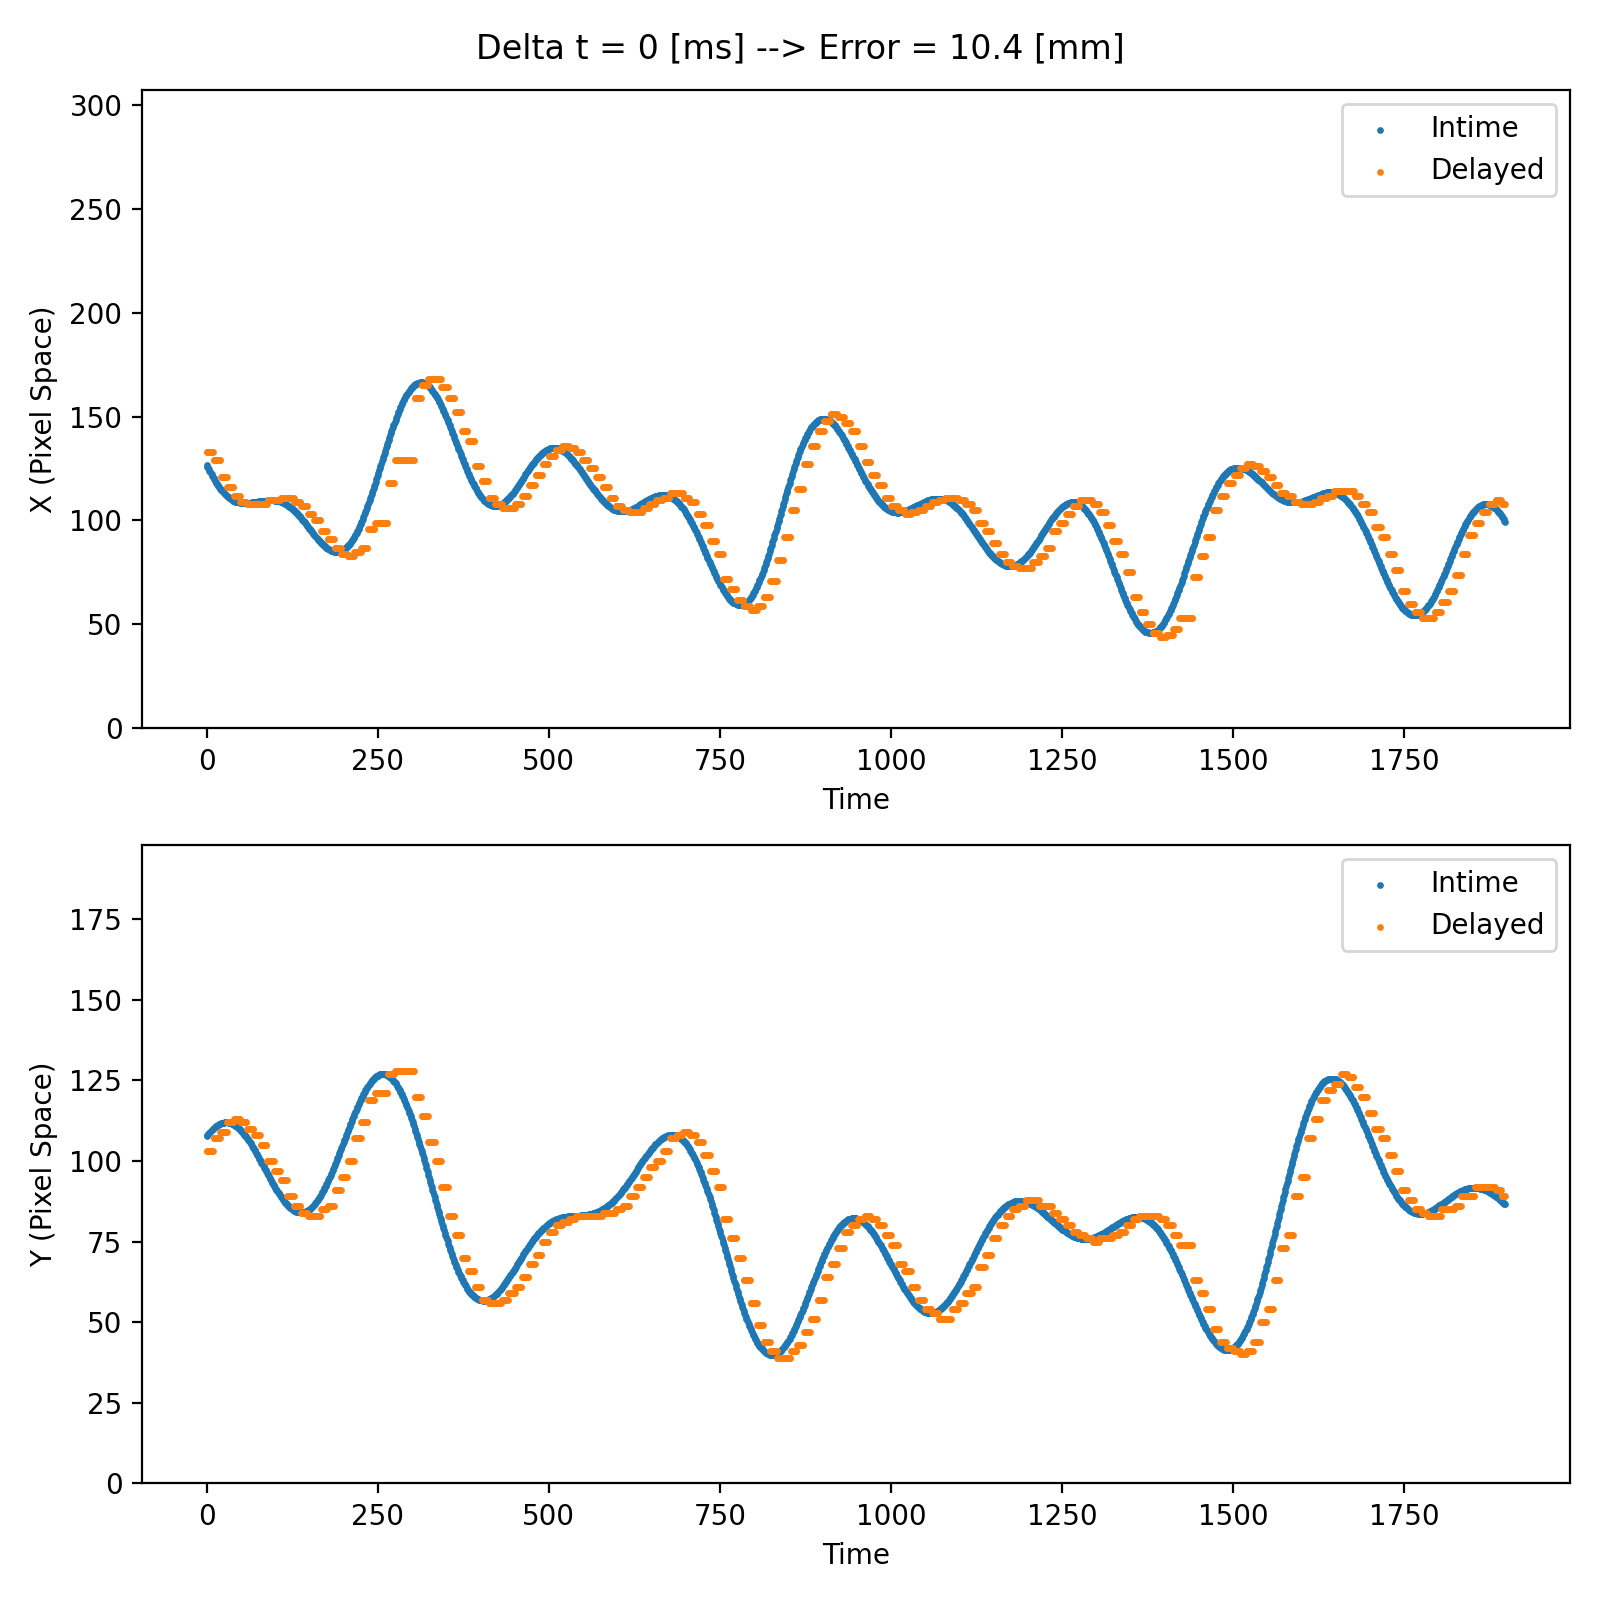 Delta t = 0 [ms] --> Error = 10.4 [mm]
300
250
200
150
100
50
0
X (Pixel Space)
Intime
Delayed
0 250 500 750 1000 1250 1500 1750
Time
175
150
125
100
75
50
25
0
Y (Pixel Space)
Intime
Delayed
0 250 500 750 1000 1250 1500 1750
Time